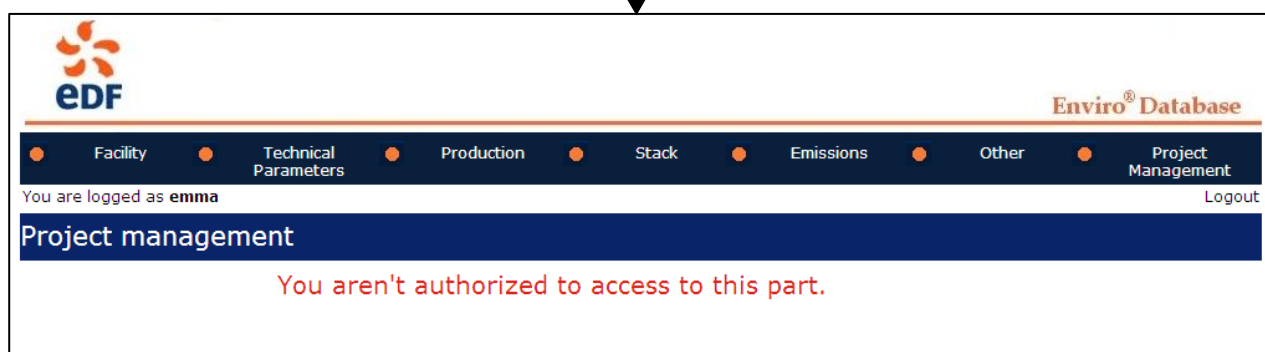 eDF
Enviro® Database
Facility
Technical
Parameters
Production
Stack
Emissions
Other
Project
Management
You are logged as emma
Logout
Project management
You aren't authorized to access to this part.